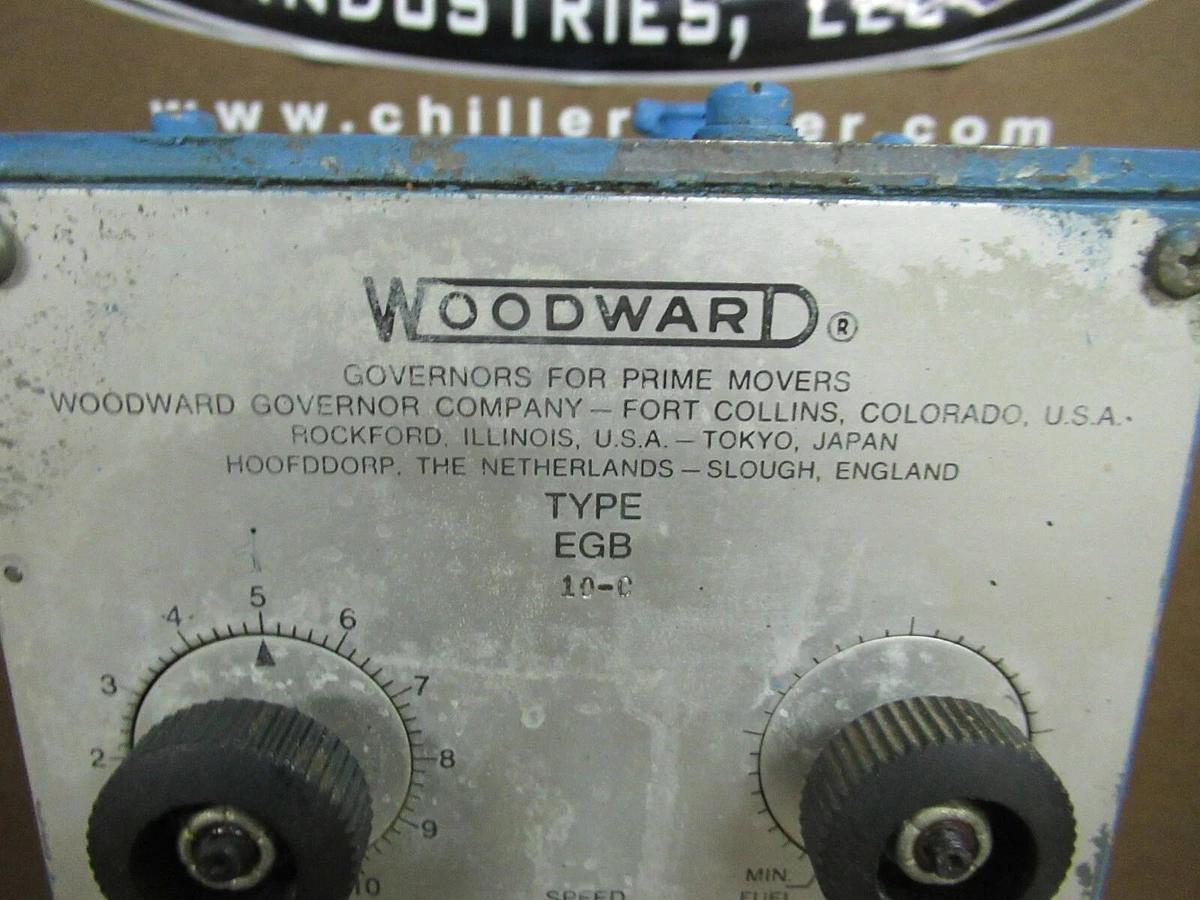 INDUSTRIES, LLC
www.chiller er.com
WOODWARD ®
GOVERNORS FOR PRIME MOVERS
WOODWARD GOVERNOR COMPANY — FORT COLLINS, COLORADO, U.S.A.
ROCKFORD, ILLINOIS, U.S.A. — TOKYO, JAPAN
HOOFDDORP, THE NETHERLANDS — SLOUGH, ENGLAND
TYPE
EGB
10-C
2 3 4 5 6 7 8 9 10
MIN.
FUEL
SPEED